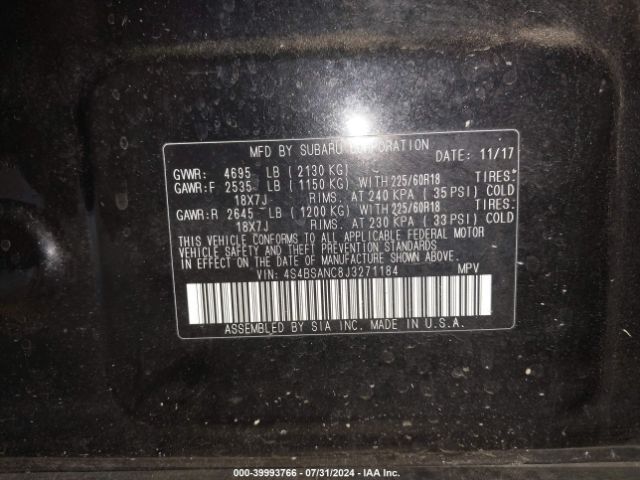 MFD BY SUBARU CORPORATION
GVWR: 4695 LB (2130 KG) DATE: 11/17
GAWR:F 2535 LB (1150 KG) WITH 225/60R18 TIRES.
18X7J RIMS. AT 240 KPA (35 PSI) COLD
GAWR:R 2645 LB (1200 KG) WITH 225/60R18 TIRES.
18X7J RIMS. AT 230 KPA (33 PSI) COLD
THIS VEHICLE CONFORMS TO ALL APPLICABLE FEDERAL MOTOR
VEHICLE SAFETY AND THEFT PREVENTION STANDARDS
IN EFFECT ON THE DATE OF MANUFACTURE SHOWN ABOVE.
VIN: 4S4BSANC8J3271184 MPV
ASSEMBLED BY SIA INC. MADE IN U.S.A.
000-39993766 - 07/31/2024 - IAA Inc.